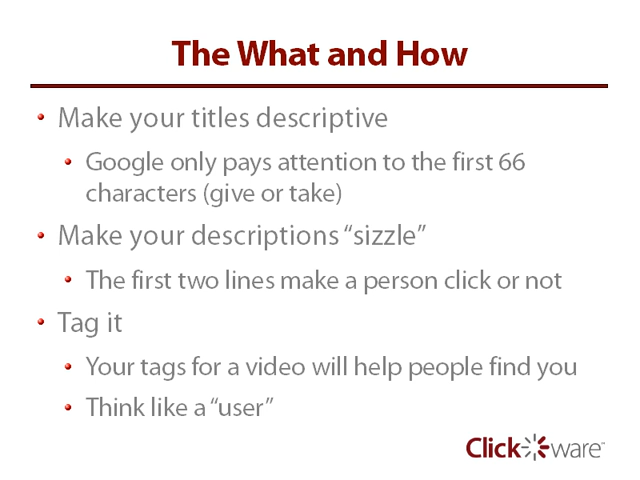 The What and How
Make your titles descriptive
Google only pays attention to the first 66
characters (give or take)
Make your descriptions “sizzle”
The first two lines make a person click or not
Tag it
Your tags for a video will help people find you
Think like a “user”
Click ware™